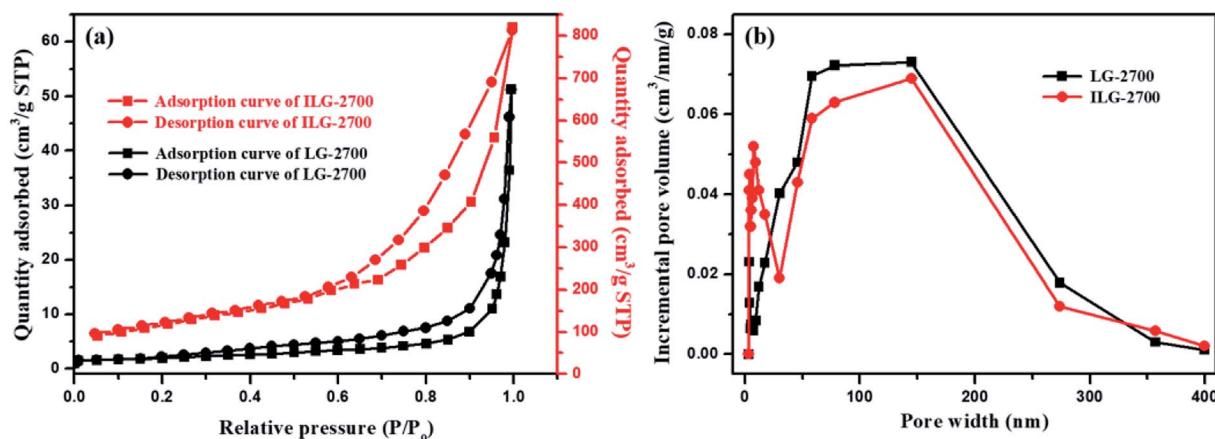 (a)
Quantity adsorbed (cm³/g STP)
60
50
40
30
20
10
0
Adsorption curve of ILG-2700
Desorption curve of ILG-2700
Adsorption curve of LG-2700
Desorption curve of LG-2700
800
700
600
500
400
300
200
100
0
Quantity adsorbed (cm³/g STP)
0.0 0.2 0.4 0.6 0.8 1.0
Relative pressure (P/P₀)
(b)
Incremental pore volume (cm³/nm/g)
0.08
0.06
0.04
0.02
0.00
LG-2700
ILG-2700
0 100 200 300 400
Pore width (nm)